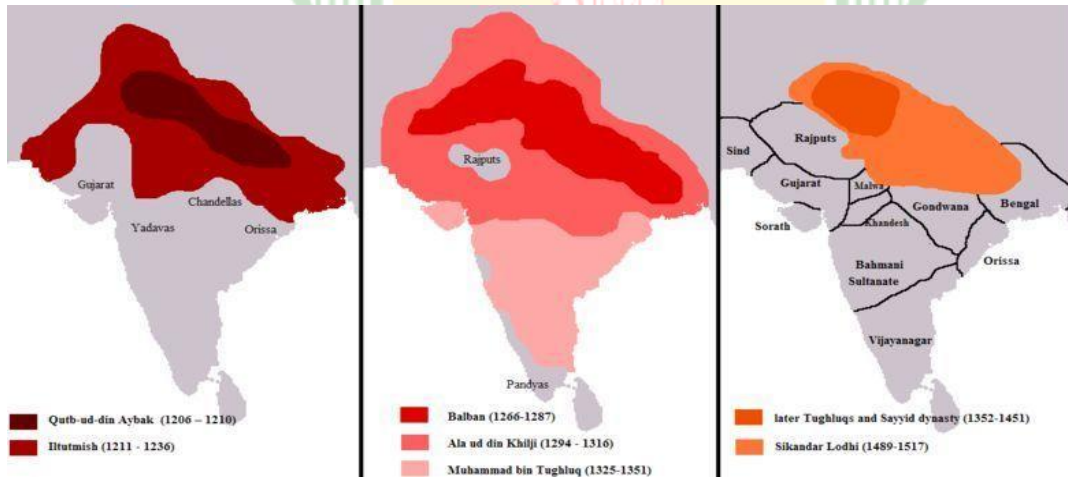 Gujarat
Chandellas
Yadavas
Orissa
Qutb-ud-din Aybak (1206 – 1210)
Iltutmish (1211 - 1236)
Rajputs
Pandyas
Balban (1266-1287)
Ala ud din Khilji (1294 - 1316)
Muhammad bin Tughluq (1325-1351)
Rajputs
Sind
Gujarat
Malwa
Gondwana
Bengal
Sorath
Khandesh
Bahmani
Sultanate
Orissa
Vijayanagar
later Tughluqs and Sayyid dynasty (1352-1451)
Sikandar Lodhi (1489-1517)